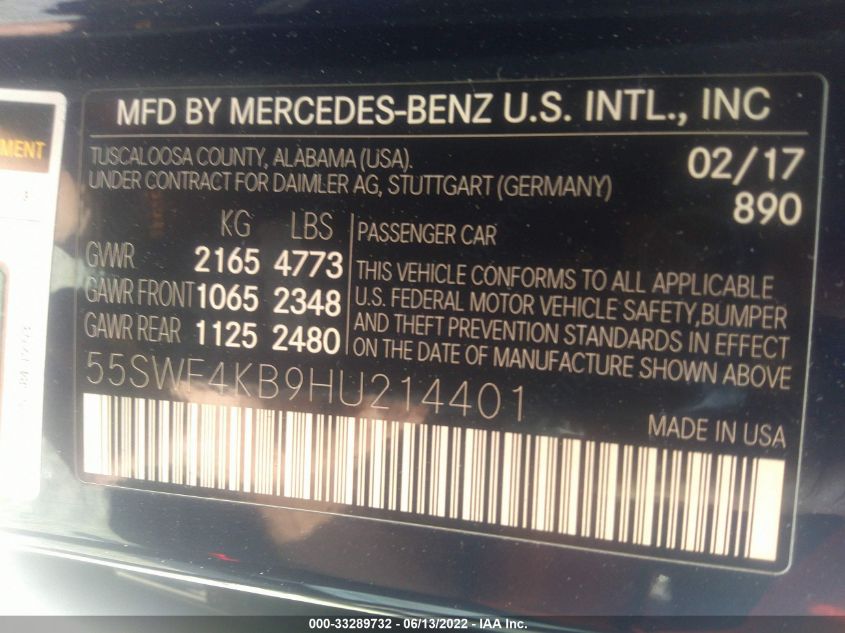 MENT
MFD BY MERCEDES-BENZ U.S. INTL., INC
TUSCALOOSA COUNTY, ALABAMA (USA).
UNDER CONTRACT FOR DAIMLER AG, STUTTGART (GERMANY)
02/17
890
KG LBS
GVWR 2165 4773
GAWR FRONT 1065 2348
GAWR REAR 1125 2480
PASSENGER CAR
THIS VEHICLE CONFORMS TO ALL APPLICABLE
U.S. FEDERAL MOTOR VEHICLE SAFETY, BUMPER
AND THEFT PREVENTION STANDARDS IN EFFECT
ON THE DATE OF MANUFACTURE SHOWN ABOVE
55SWF4KB9HU214401
MADE IN USA
000-33289732 - 06/13/2022 - IAA Inc.